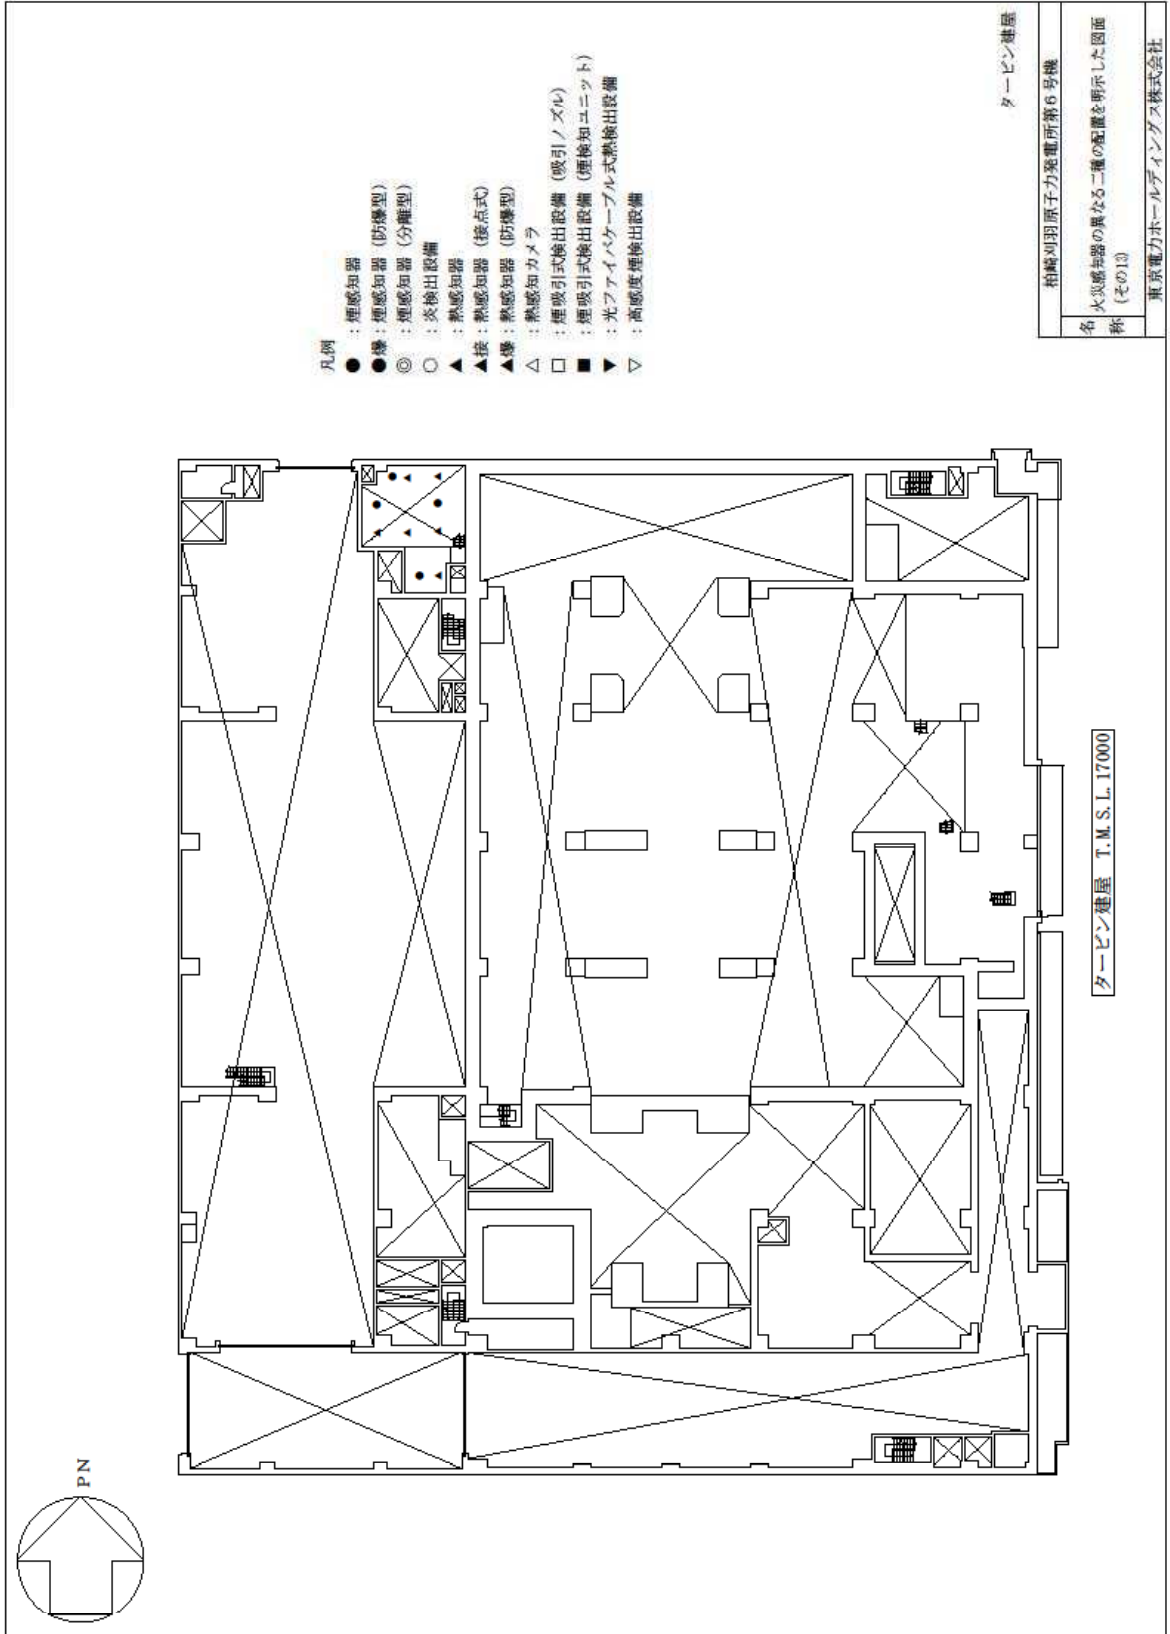 凡例
● ：煙感知器
●爆：煙感知器（防爆型）
◎ ：煙感知器（分離型）
○ ：炎検出設備
▲ ：熱感知器
▲接：熱感知器（接点式）
▲爆：熱感知器（防爆型）
△ ：熱感知カメラ
□ ：煙吸引式検出設備（吸引ノズル）
■ ：煙吸引式検出設備（煙検知ユニット）
▼ ：光ファイバケーブル式熱検出設備
▽ ：高感度煙検出設備
PN
タービン建屋 T.M.S.L.17000
タービン建屋
柏崎刈羽原子力発電所第6号機
名称
火災感知器の異なる二種の配置を明示した図面
(その13)
東京電力ホールディングス株式会社